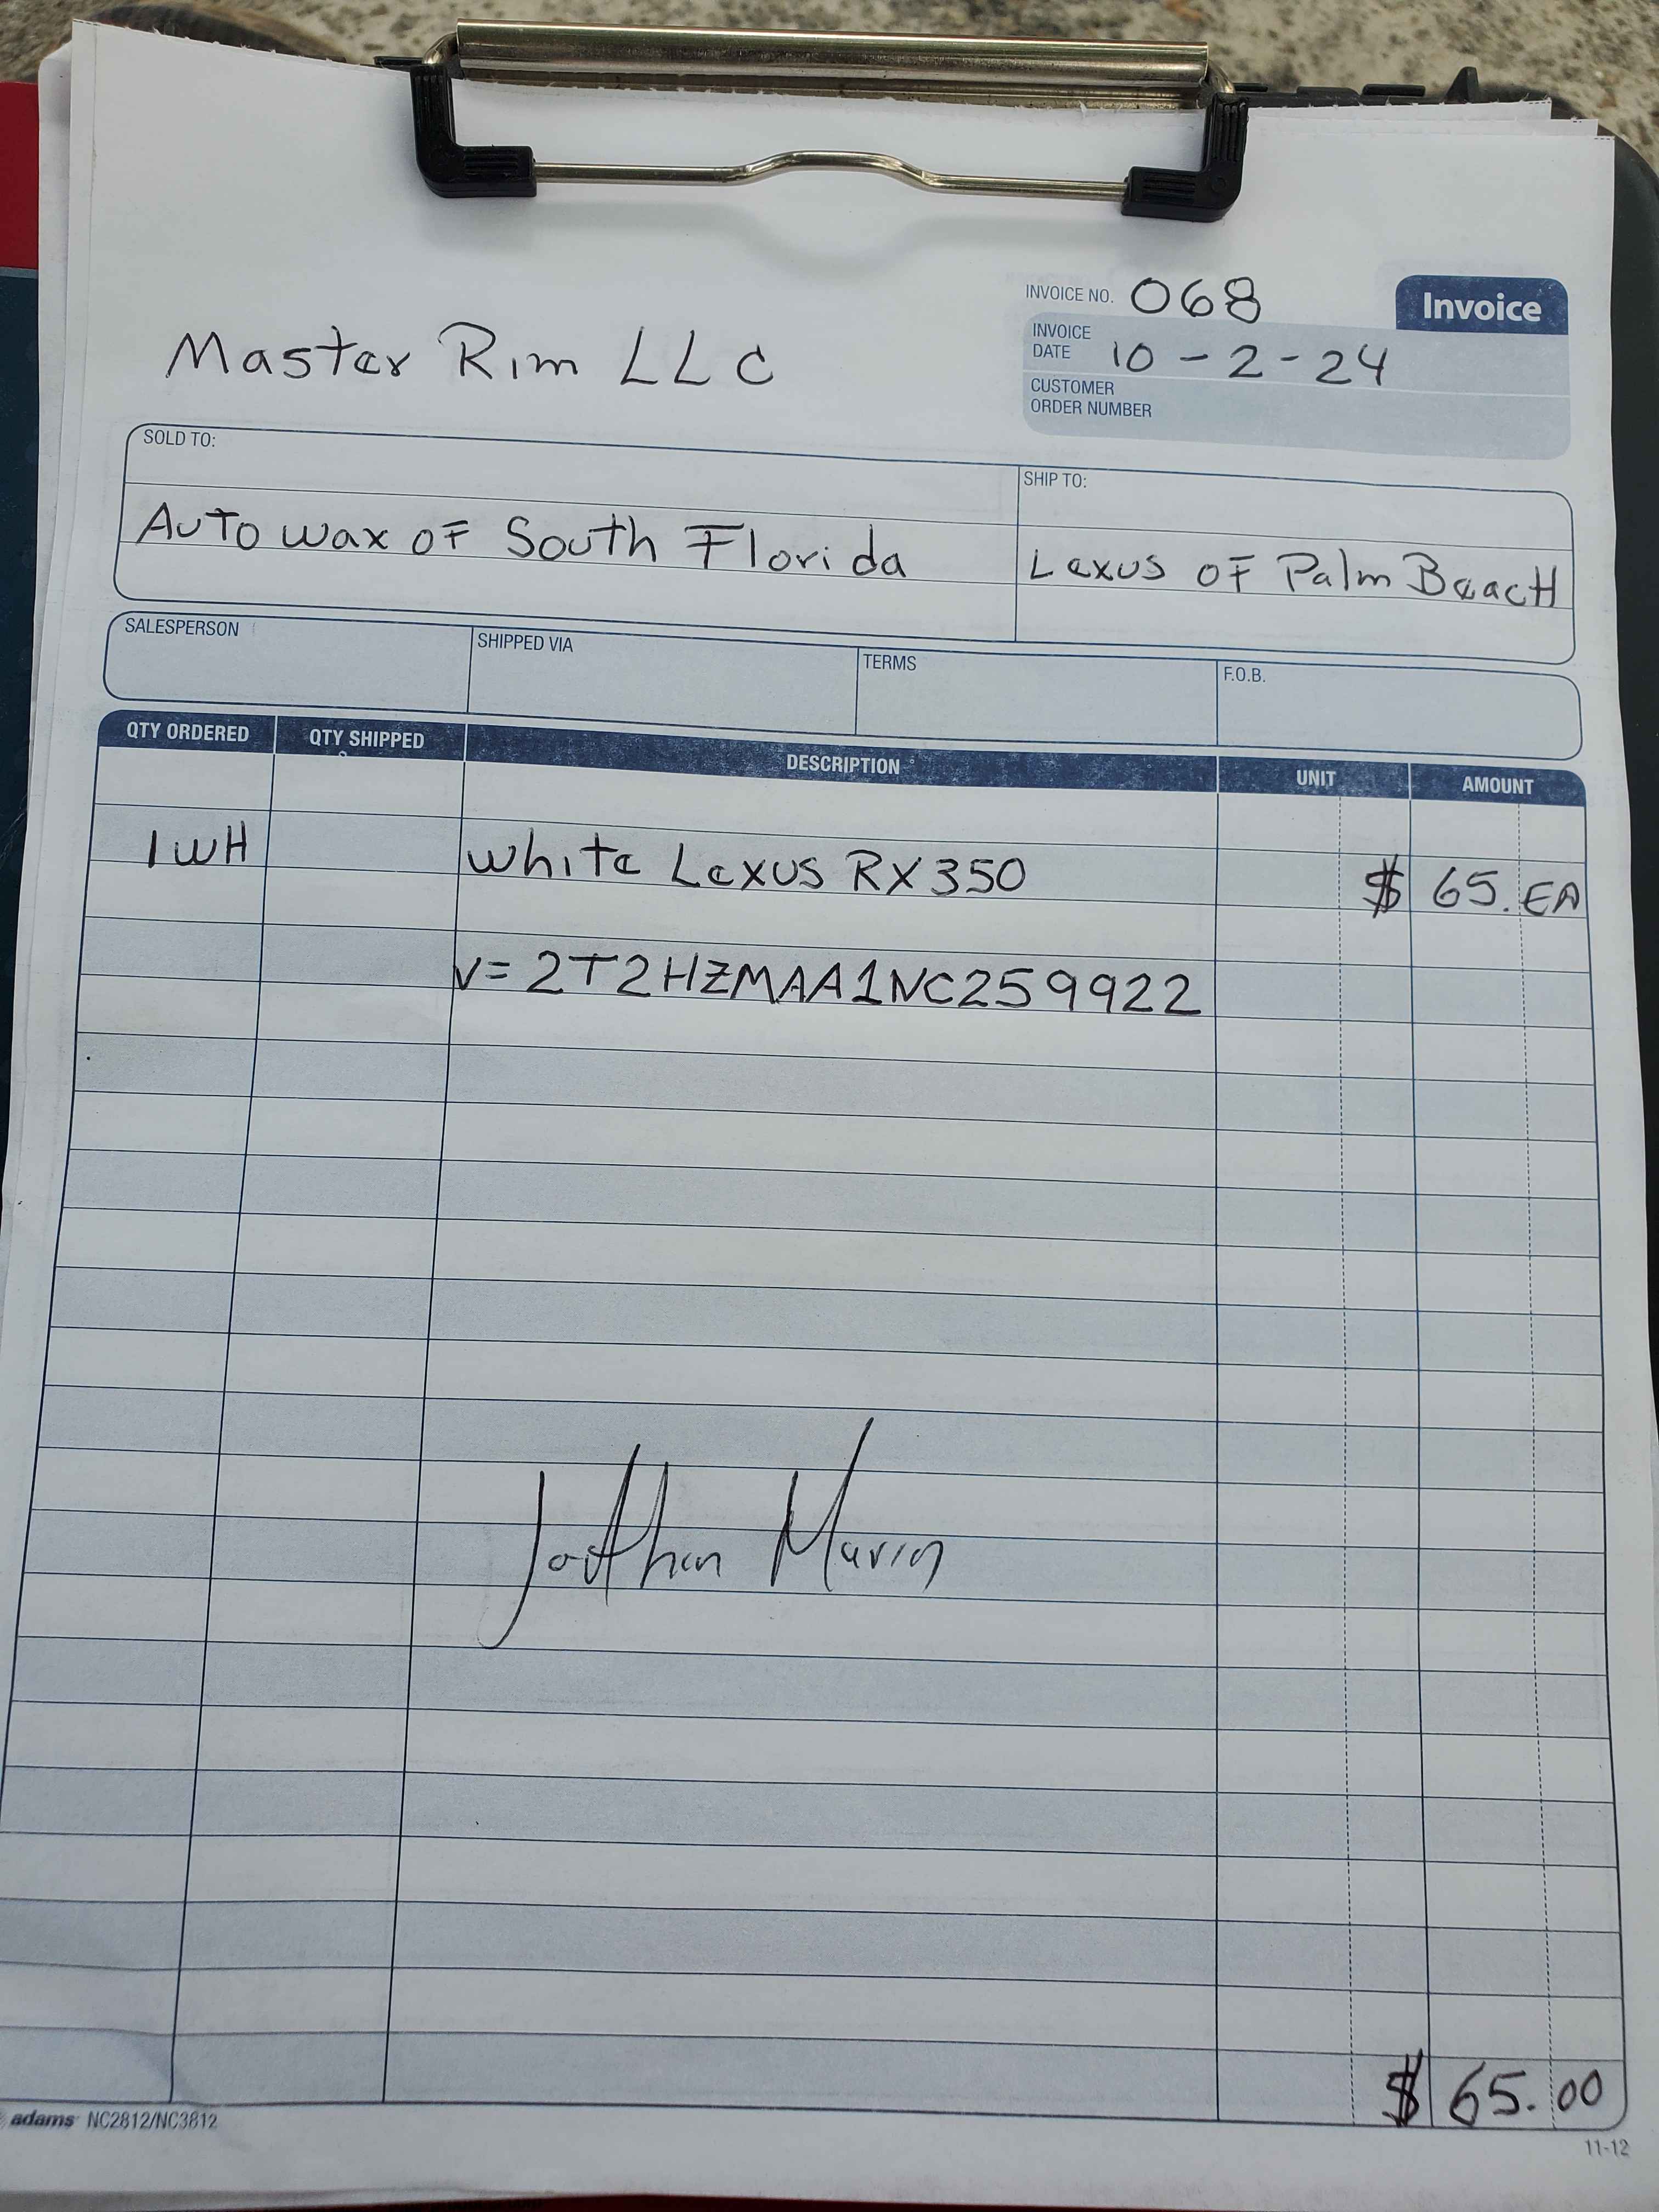 INVOICE NO. 068
Invoice
INVOICE DATE 10-2-24
Master Rim LLC
CUSTOMER ORDER NUMBER
SOLD TO:
Auto wax of South Florida
SHIP TO:
Lexus of Palm Beach
SALESPERSON SHIPPED VIA TERMS F.O.B.
QTY ORDERED QTY SHIPPED DESCRIPTION UNIT AMOUNT
1 WH White Lexus RX350 $ 65. EA
V= 2T2HZMAA1NC259922
$ 65.00
adams NC2812/NC3812
11-12